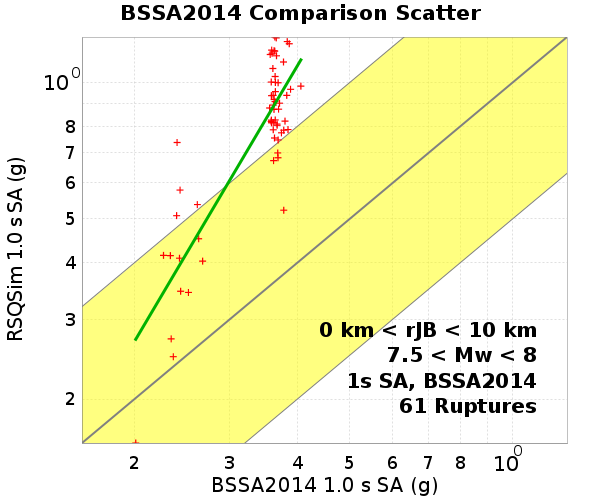 BSSA2014 Comparison Scatter
RSQSim 1.0 s SA (g)
10^0
8
7
6
5
4
3
2
0 km < rJB < 10 km
7.5 < Mw < 8
1s SA, BSSA2014
61 Ruptures
2 3 4 5 6 7 8 10^0
BSSA2014 1.0 s SA (g)